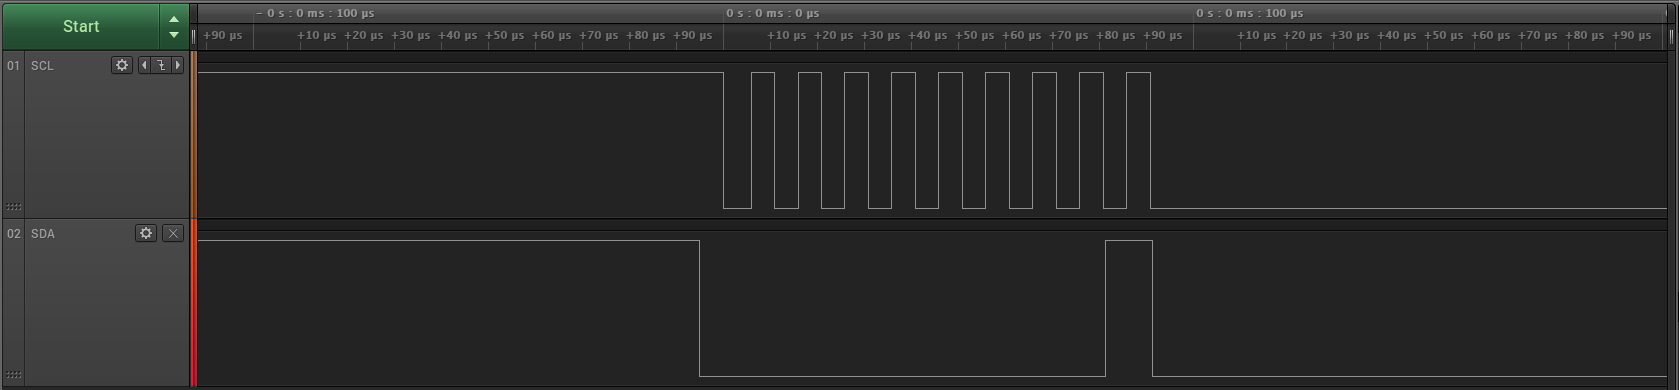 Start
− 0 s : 0 ms : 100 µs 0 s : 0 ms : 0 µs 0 s : 0 ms : 100 µs
+90 µs +10 µs +20 µs +30 µs +40 µs +50 µs +60 µs +70 µs +80 µs +90 µs +10 µs +20 µs +30 µs +40 µs +50 µs +60 µs +70 µs +80 µs +90 µs +10 µs +20 µs +30 µs +40 µs +50 µs +60 µs +70 µs +80 µs +90 µs
01 SCL
02 SDA